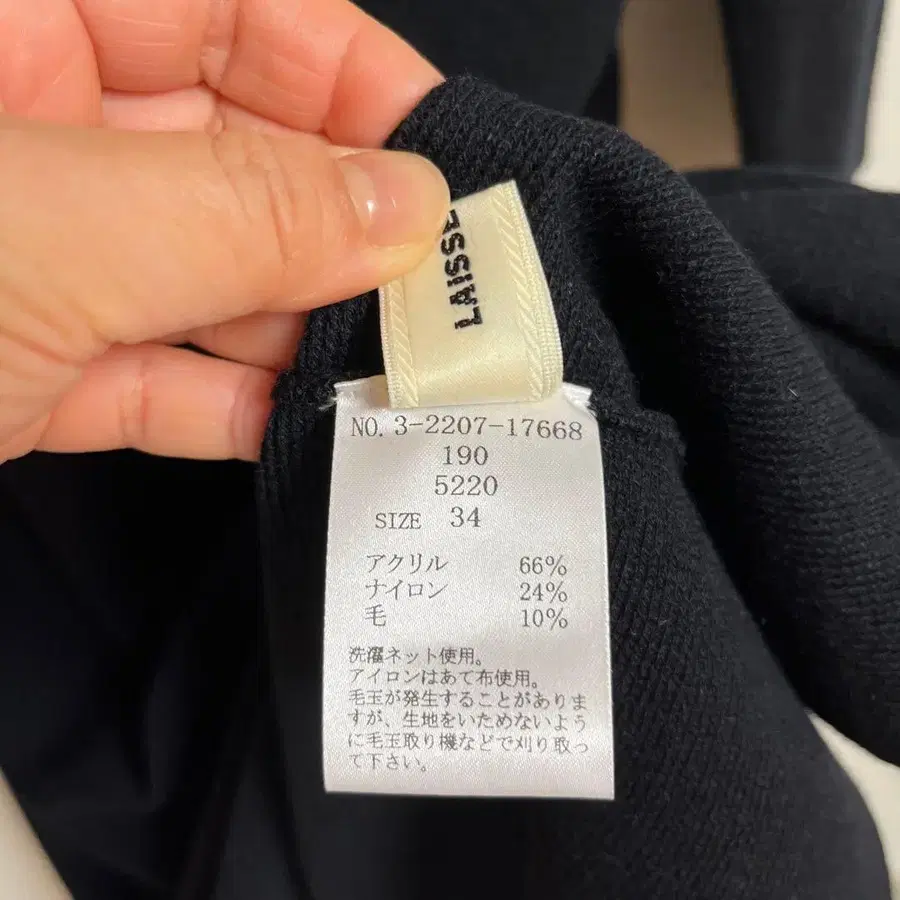 LAISSE
NO. 3-2207-17668
190
5220
SIZE 34
アクリル 66%
ナイロン 24%
毛 10%
洗濯ネット使用。
アイロンはあて布使用。
毛玉が発生することがありま
すが、生地をいためないよう
に毛玉取り機などで刈り取っ
て下さい。